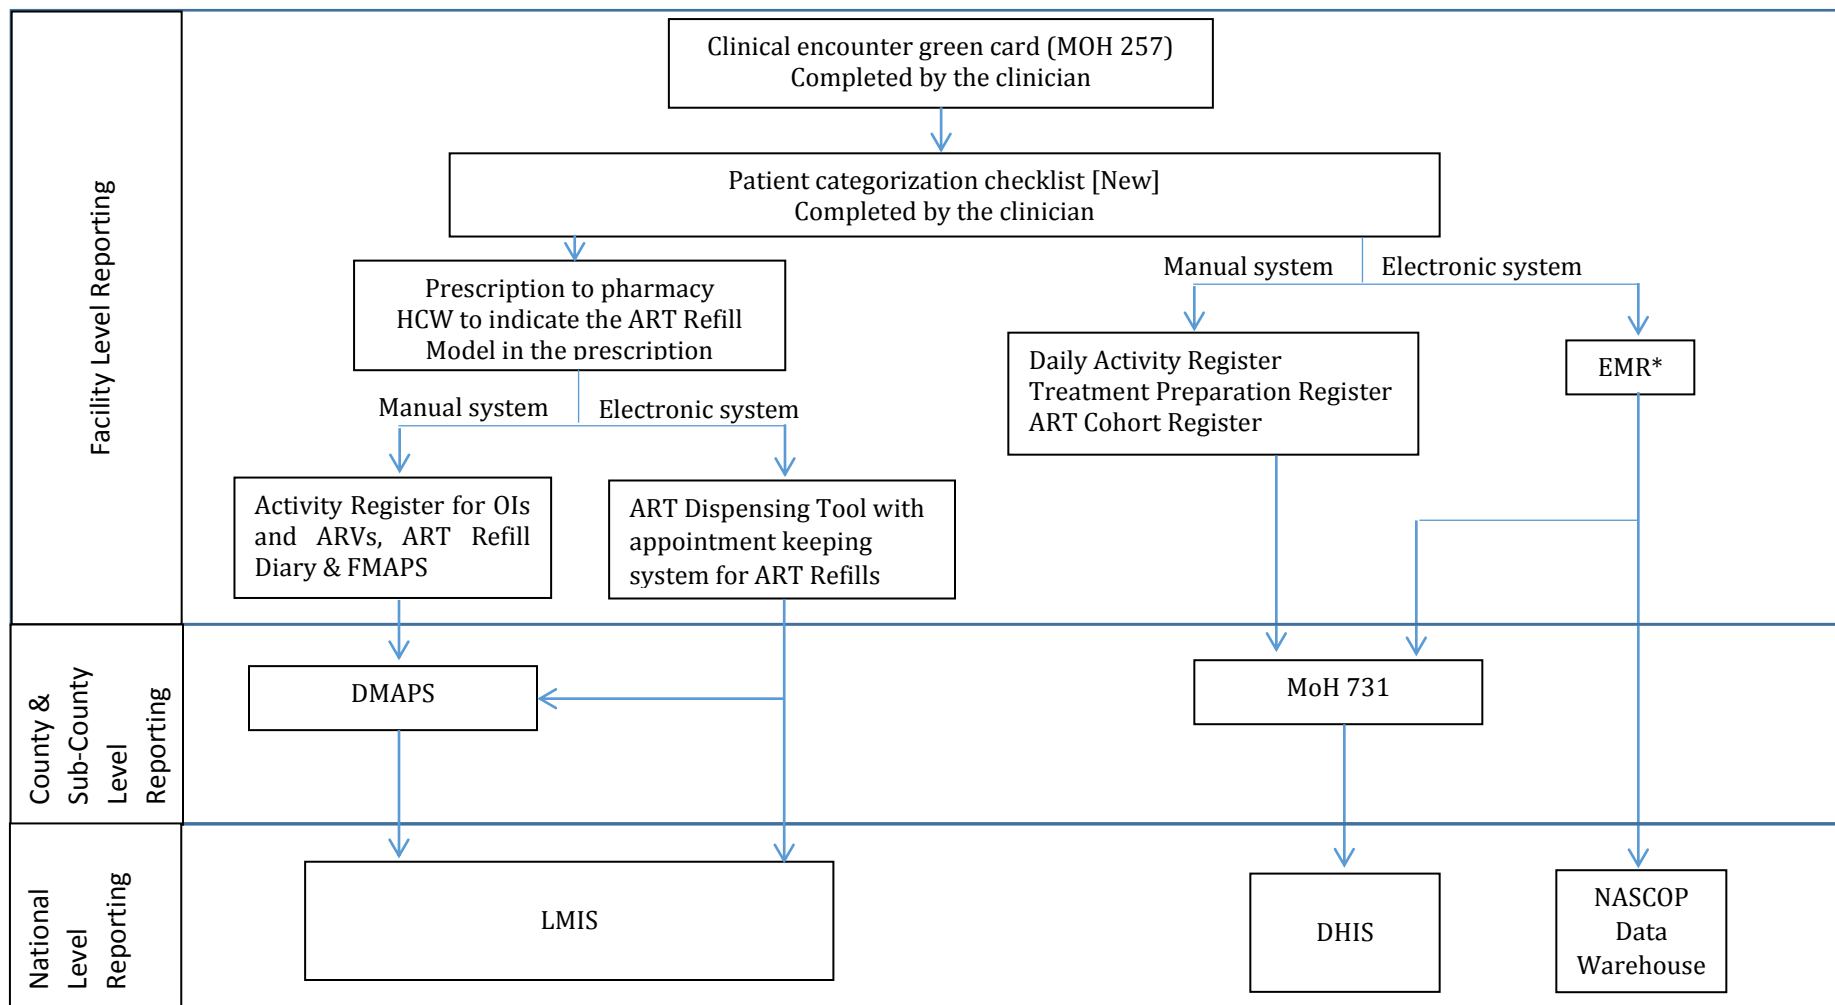 Facility Level Reporting
Clinical encounter green card (MOH 257)
Completed by the clinician
Patient categorization checklist [New]
Completed by the clinician
Prescription to pharmacy
HCW to indicate the ART Refill
Model in the prescription
Manual system
Electronic system
Manual system
Electronic system
Daily Activity Register
Treatment Preparation Register
ART Cohort Register
EMR*
Activity Register for OIs
and ARVs, ART Refill
Diary & FMAPS
ART Dispensing Tool with
appointment keeping
system for ART Refills
County &
Sub-County
Level
Reporting
DMAPS
MoH 731
National
Level
Reporting
LMIS
DHIS
NASCOP
Data
Warehouse